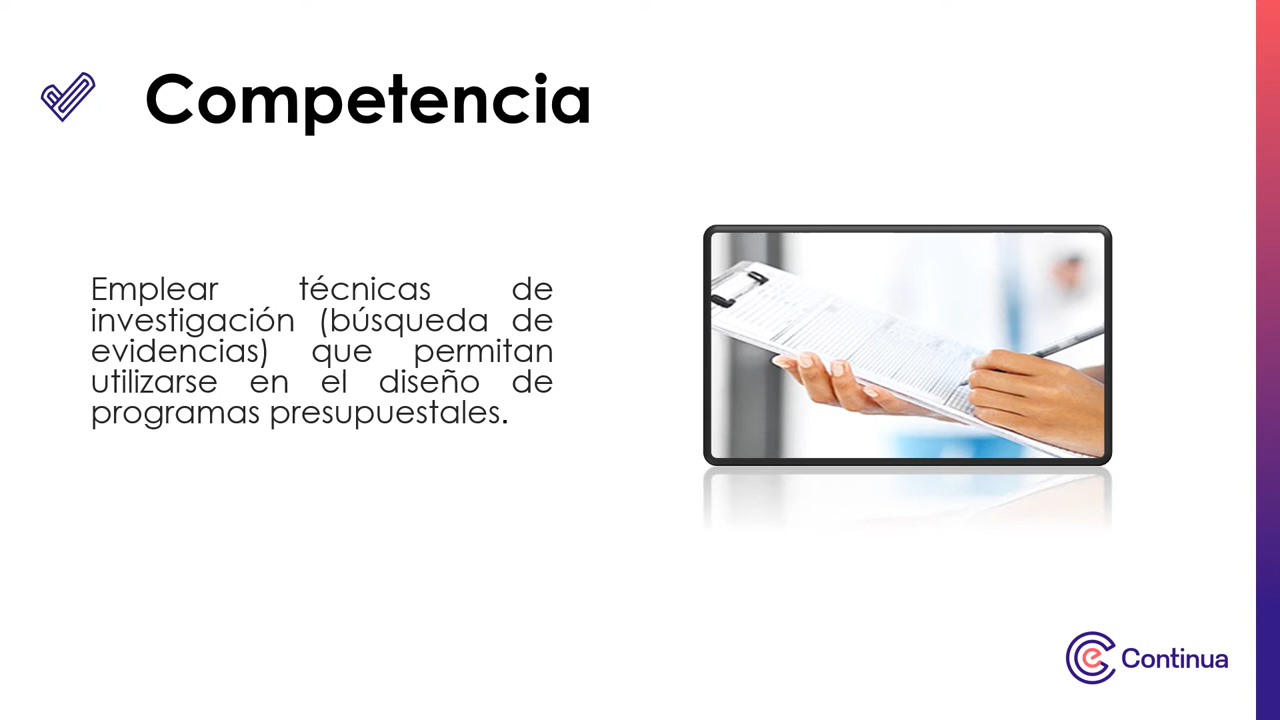 Competencia
Emplear técnicas de
investigación (búsqueda de
evidencias) que permitan
utilizarse en el diseño de
programas presupuestales.
e Continua